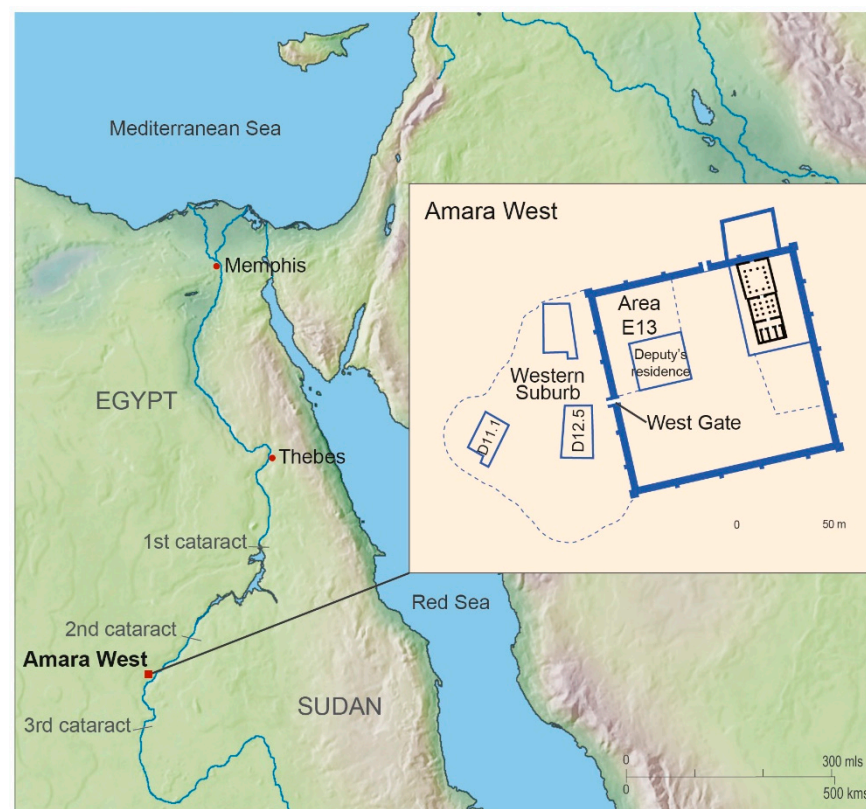 Mediterranean Sea
Memphis
EGYPT
Thebes
1st cataract
2nd cataract
Amara West
3rd cataract
SUDAN
Red Sea
Amara West
Area
E13
Deputy's
residence
Western
Suburb
West Gate
D11.1
D12.5
0 50 m
0 300 mls
0 500 kms